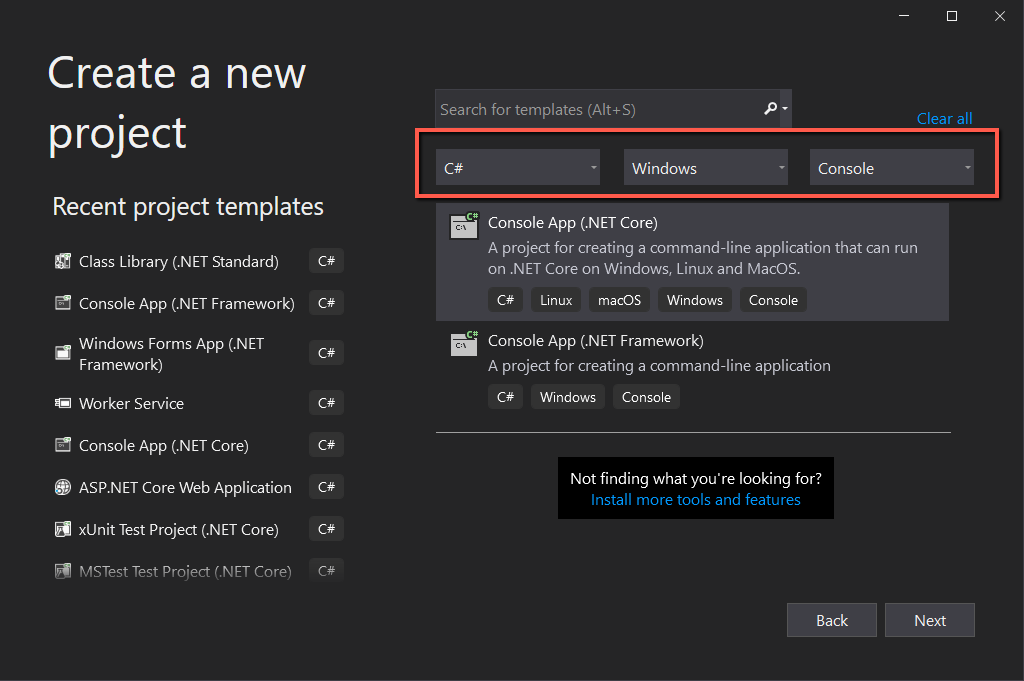 Create a new
project
Recent project templates
Class Library (.NET Standard) C#
Console App (.NET Framework) C#
Windows Forms App (.NET
Framework) C#
Worker Service C#
Console App (.NET Core) C#
ASP.NET Core Web Application C#
xUnit Test Project (.NET Core) C#
MSTest Test Project (.NET Core) C#
Search for templates (Alt+S)
Clear all
C# Windows Console
Console App (.NET Core)
A project for creating a command-line application that can run
on .NET Core on Windows, Linux and MacOS.
C# Linux macOS Windows Console
Console App (.NET Framework)
A project for creating a command-line application
C# Windows Console
Not finding what you're looking for?
Install more tools and features
Back Next